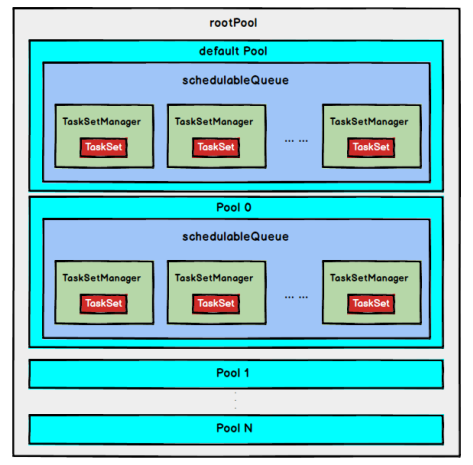 rootPool
default Pool
schedulableQueue
TaskSetManager TaskSetManager TaskSetManager
TaskSet TaskSet ... ... TaskSet
Pool 0
schedulableQueue
TaskSetManager TaskSetManager TaskSetManager
TaskSet TaskSet ... ... TaskSet
Pool 1
Pool N